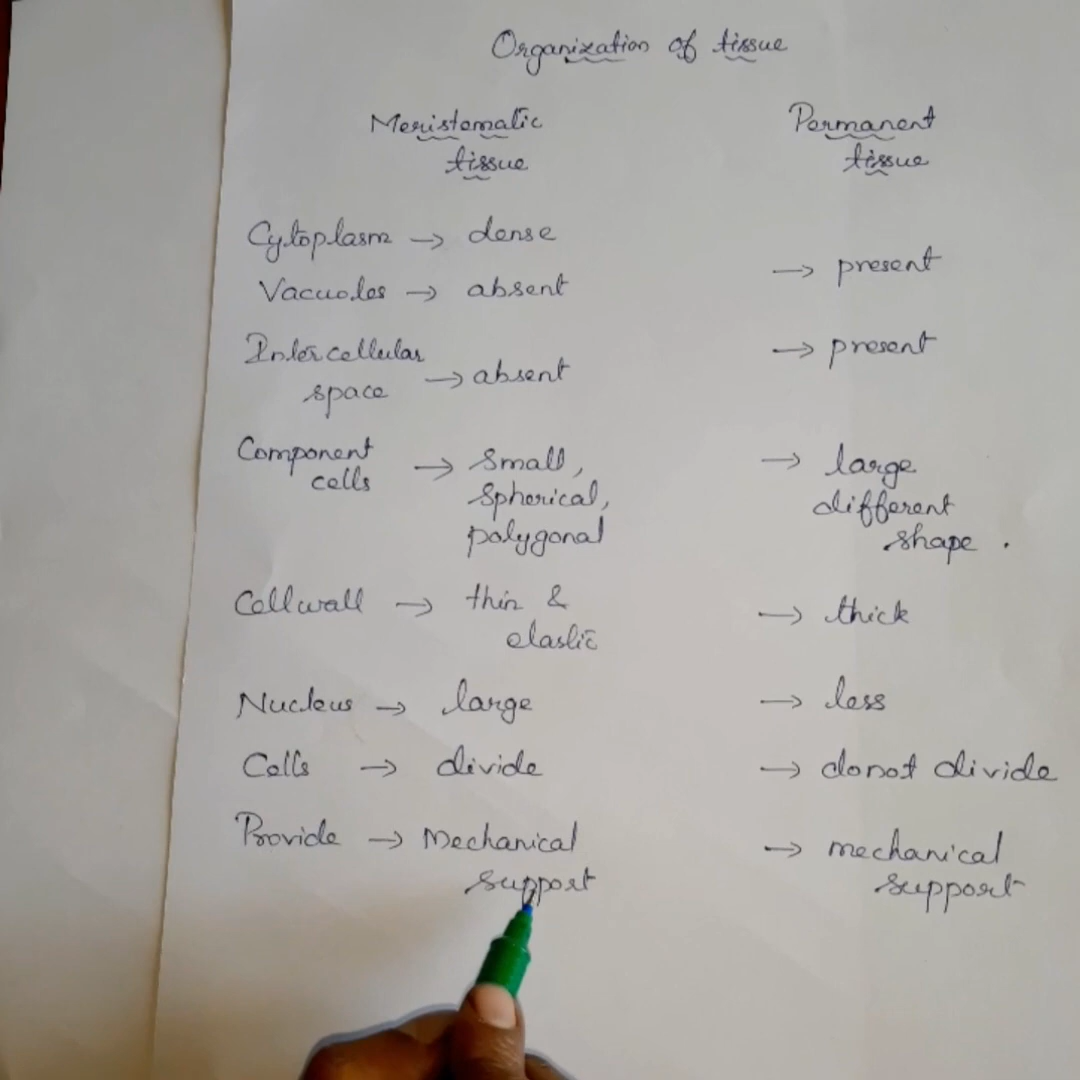 Organization of tissue
Meristematic tissue
Permanent tissue
Cytoplasm → dense
Vacuoles → absent
→ present
Intercellular space → absent
→ present
Component cells → small, spherical, polygonal
→ large different shape .
Cellwall → thin & elastic
→ thick
Nucleus → large
→ less
Cells → divide
→ donot divide
Provide → Mechanical support
→ mechanical support